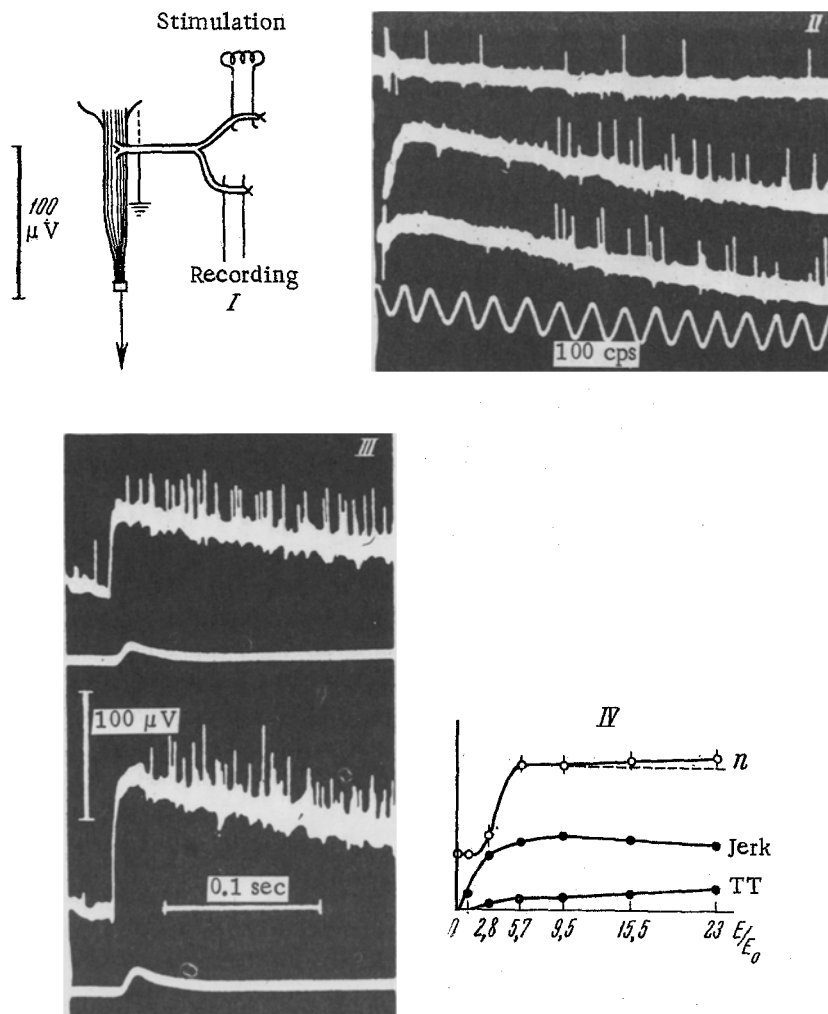 Stimulation
100
μV
Recording
I
II
100 cps
III
100 μV
0.1 sec
IV
n
Jerk
TT
0 2,8 5,7 9,5 15,5 23 E/E₀